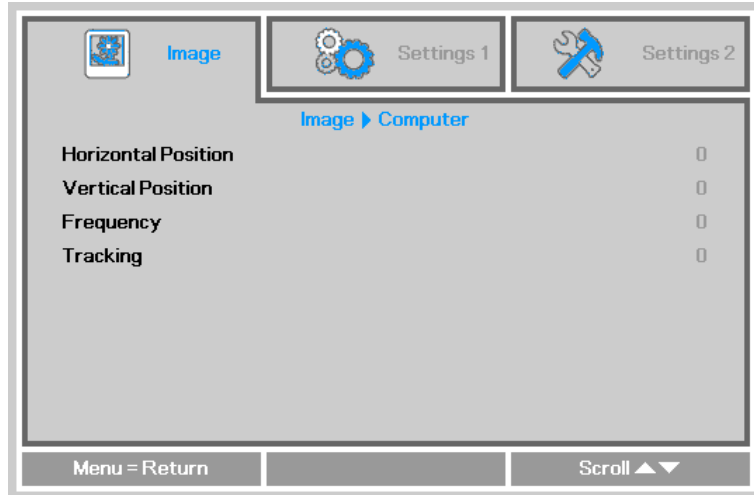 Image Settings 1 Settings 2
Image ▶ Computer
Horizontal Position 0
Vertical Position 0
Frequency 0
Tracking 0
Menu = Return Scroll ▲▼